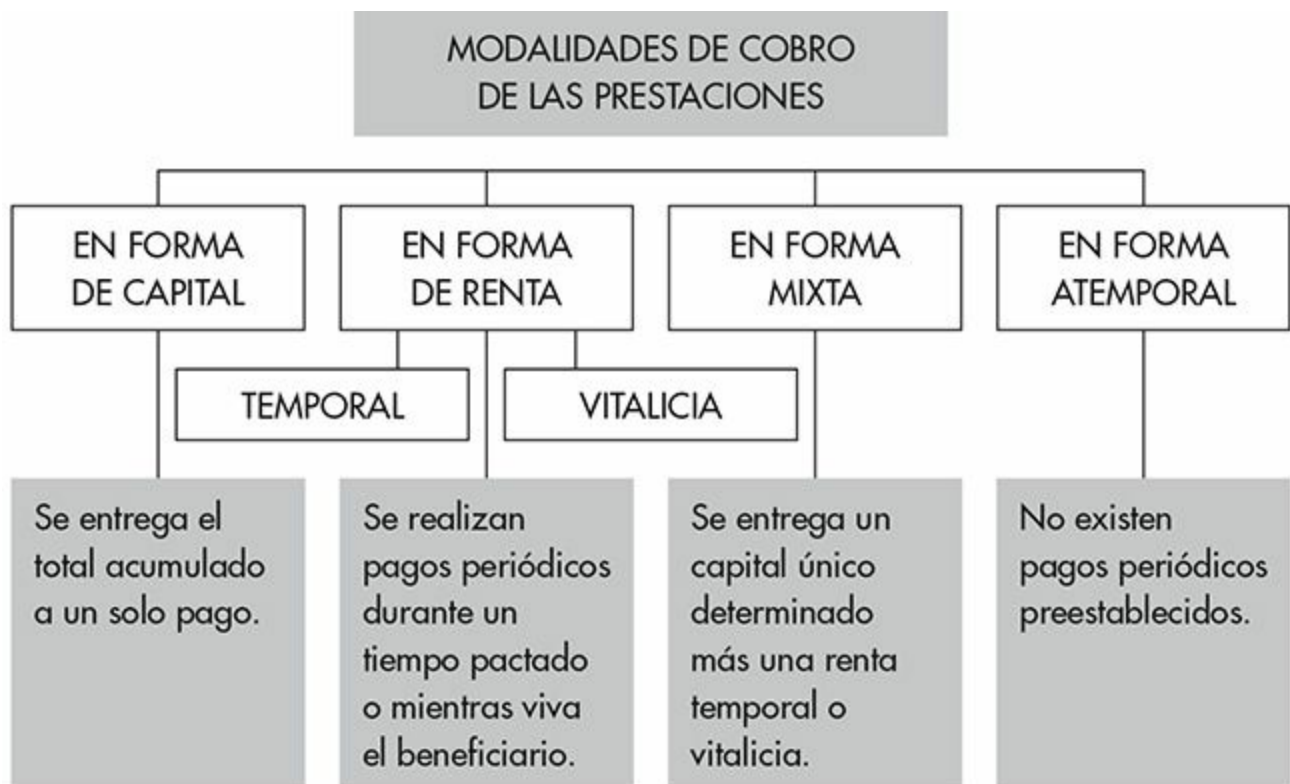 MODALIDADES DE COBRO
DE LAS PRESTACIONES
EN FORMA
DE CAPITAL
EN FORMA
DE RENTA
EN FORMA
MIXTA
EN FORMA
ATEMPORAL
TEMPORAL
VITALICIA
Se entrega el
total acumulado
a un solo pago.
Se realizan
pagos periódicos
durante un
tiempo pactado
o mientras viva
el beneficiario.
Se entrega un
capital único
determinado
más una renta
temporal o
vitalicia.
No existen
pagos periódicos
preestablecidos.